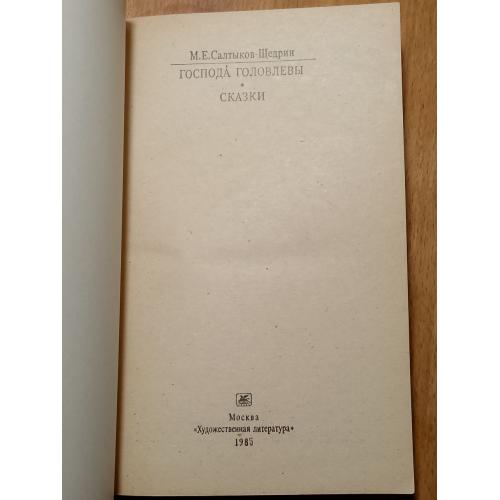 М.Е.Салтыков-Щедрин
ГОСПОДА ГОЛОВЛЕВЫ
СКАЗКИ
Москва
«Художественная литература»
1985